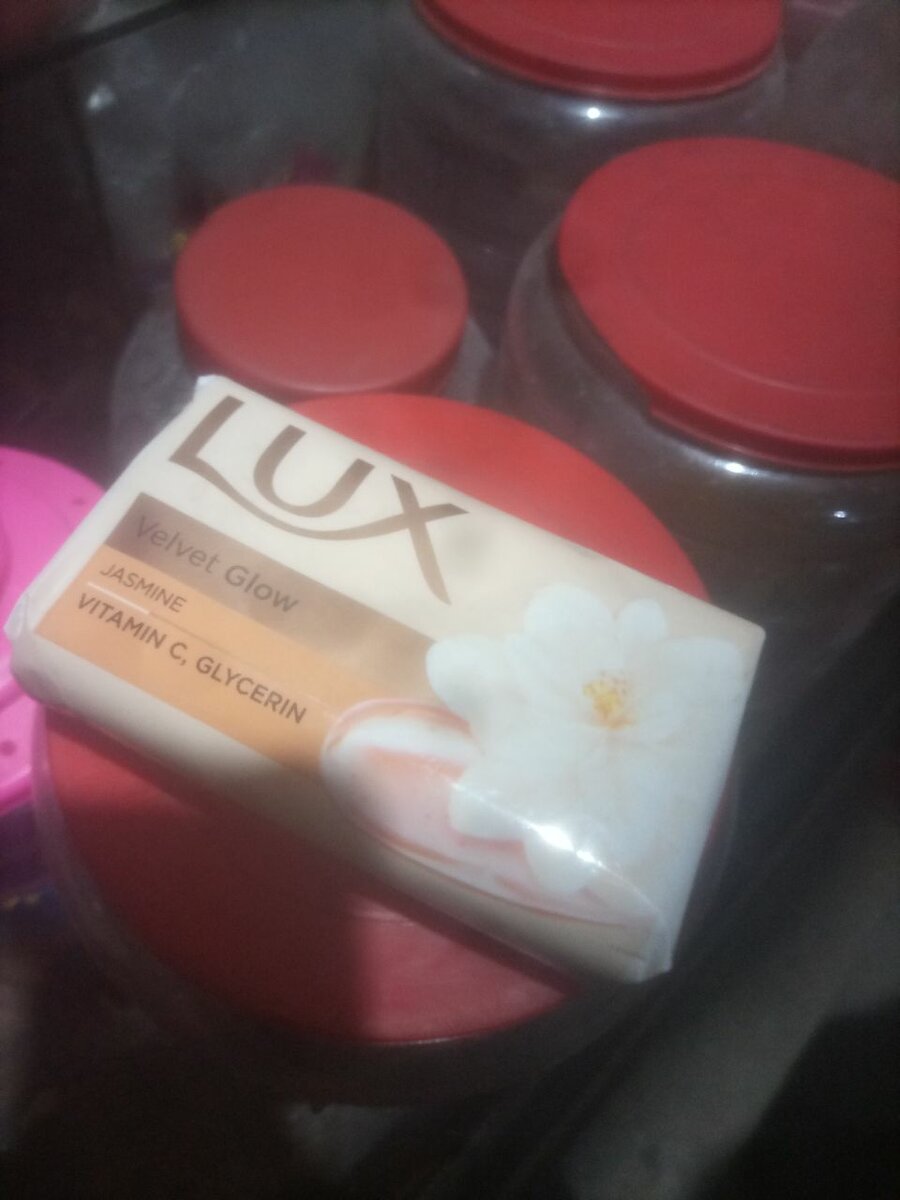 LUX
Velvet Glow
JASMINE
VITAMIN C, GLYCERIN